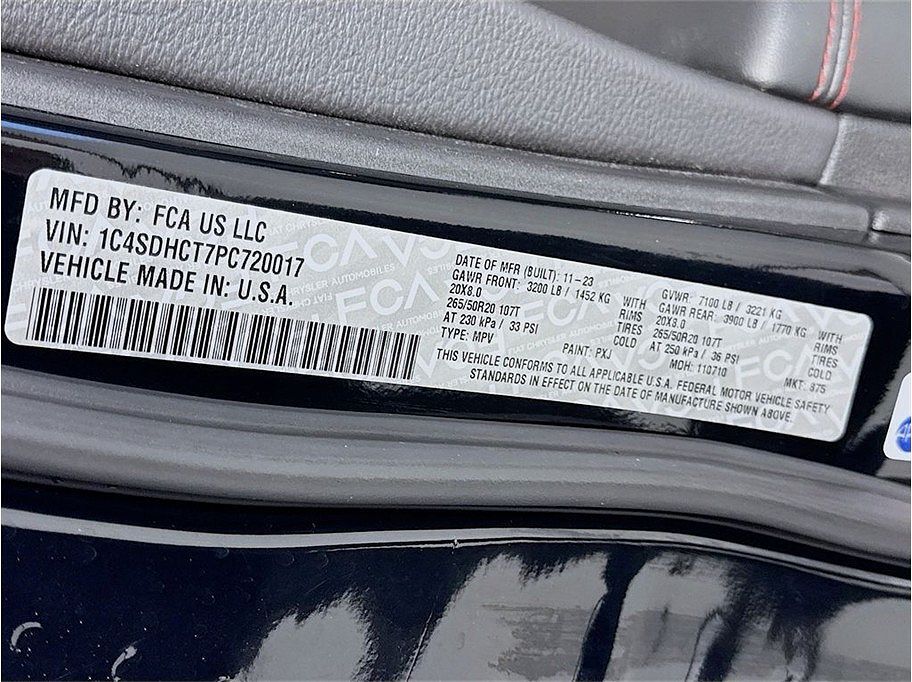 MFD BY: FCA US LLC
VIN: 1C4SDHCT7PC720017
VEHICLE MADE IN: U.S.A.
DATE OF MFR (BUILT): 11-23
GAWR FRONT: 3200 LB / 1452 KG WITH
20X8.0 RIMS
265/50R20 107T TIRES
AT 230 kPa / 33 PSI COLD
TYPE: MPV PAINT: PXJ
GVWR: 7100 LB / 3221 KG
GAWR REAR: 3900 LB / 1770 KG WITH
20X8.0 RIMS
265/50R20 107T TIRES
AT 250 kPa / 36 PSI COLD
MDH: 110710 MKT: 875
THIS VEHICLE CONFORMS TO ALL APPLICABLE U.S.A. FEDERAL MOTOR VEHICLE SAFETY
STANDARDS IN EFFECT ON THE DATE OF MANUFACTURE SHOWN ABOVE.